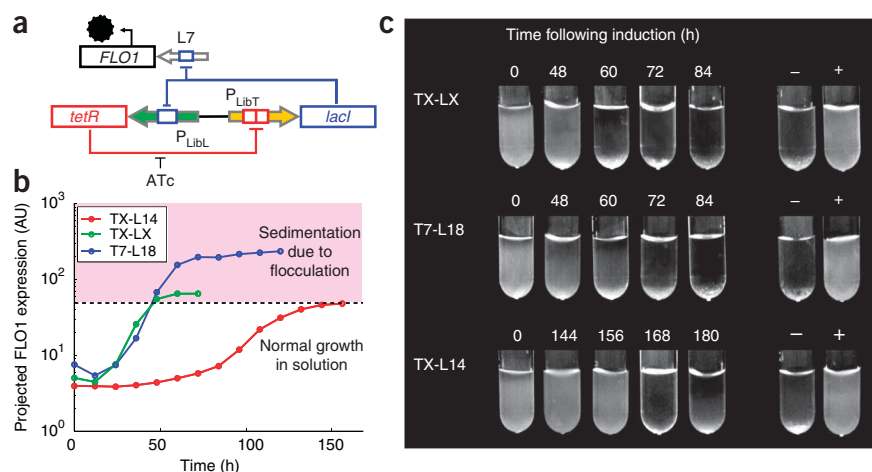 a
L7
FLO1
P LibT
tetR
lacI
P LibL
ATc
b
Projected FLO1 expression (AU)
10³
10²
10¹
10⁰
TX-L14
TX-LX
T7-L18
Sedimentation
due to
flocculation
Normal growth
in solution
0 50 100 150
Time (h)
c
Time following induction (h)
0 48 60 72 84 – +
TX-LX
0 48 60 72 84 – +
T7-L18
0 144 156 168 180 – +
TX-L14